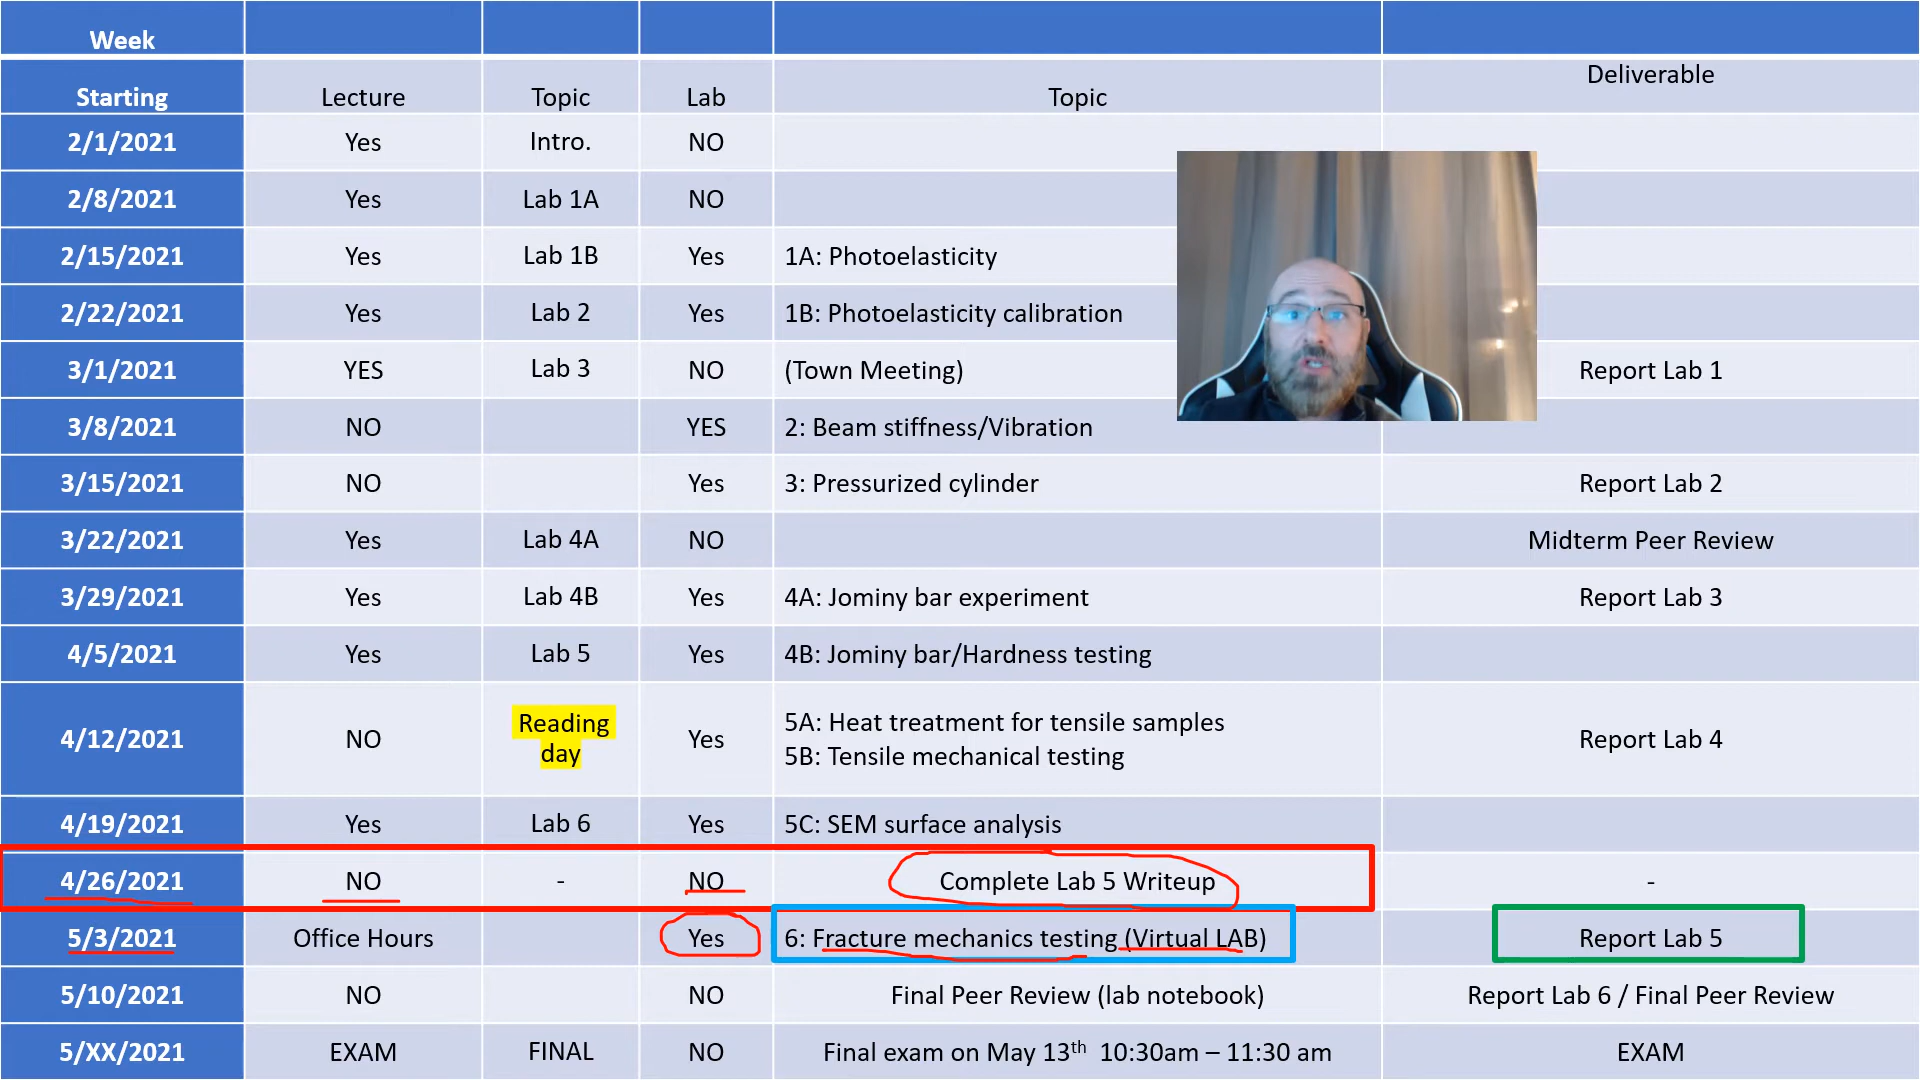 Week
Starting Lecture Topic Lab Topic Deliverable
2/1/2021 Yes Intro. NO
2/8/2021 Yes Lab 1A NO
2/15/2021 Yes Lab 1B Yes 1A: Photoelasticity
2/22/2021 Yes Lab 2 Yes 1B: Photoelasticity calibration
3/1/2021 YES Lab 3 NO (Town Meeting) Report Lab 1
3/8/2021 NO YES 2: Beam stiffness/Vibration
3/15/2021 NO Yes 3: Pressurized cylinder Report Lab 2
3/22/2021 Yes Lab 4A NO Midterm Peer Review
3/29/2021 Yes Lab 4B Yes 4A: Jominy bar experiment Report Lab 3
4/5/2021 Yes Lab 5 Yes 4B: Jominy bar/Hardness testing
4/12/2021 NO Reading day Yes 5A: Heat treatment for tensile samples
5B: Tensile mechanical testing Report Lab 4
4/19/2021 Yes Lab 6 Yes 5C: SEM surface analysis
4/26/2021 NO - NO Complete Lab 5 Writeup -
5/3/2021 Office Hours Yes 6: Fracture mechanics testing (Virtual LAB) Report Lab 5
5/10/2021 NO NO Final Peer Review (lab notebook) Report Lab 6 / Final Peer Review
5/XX/2021 EXAM FINAL NO Final exam on May 13th 10:30am – 11:30 am EXAM